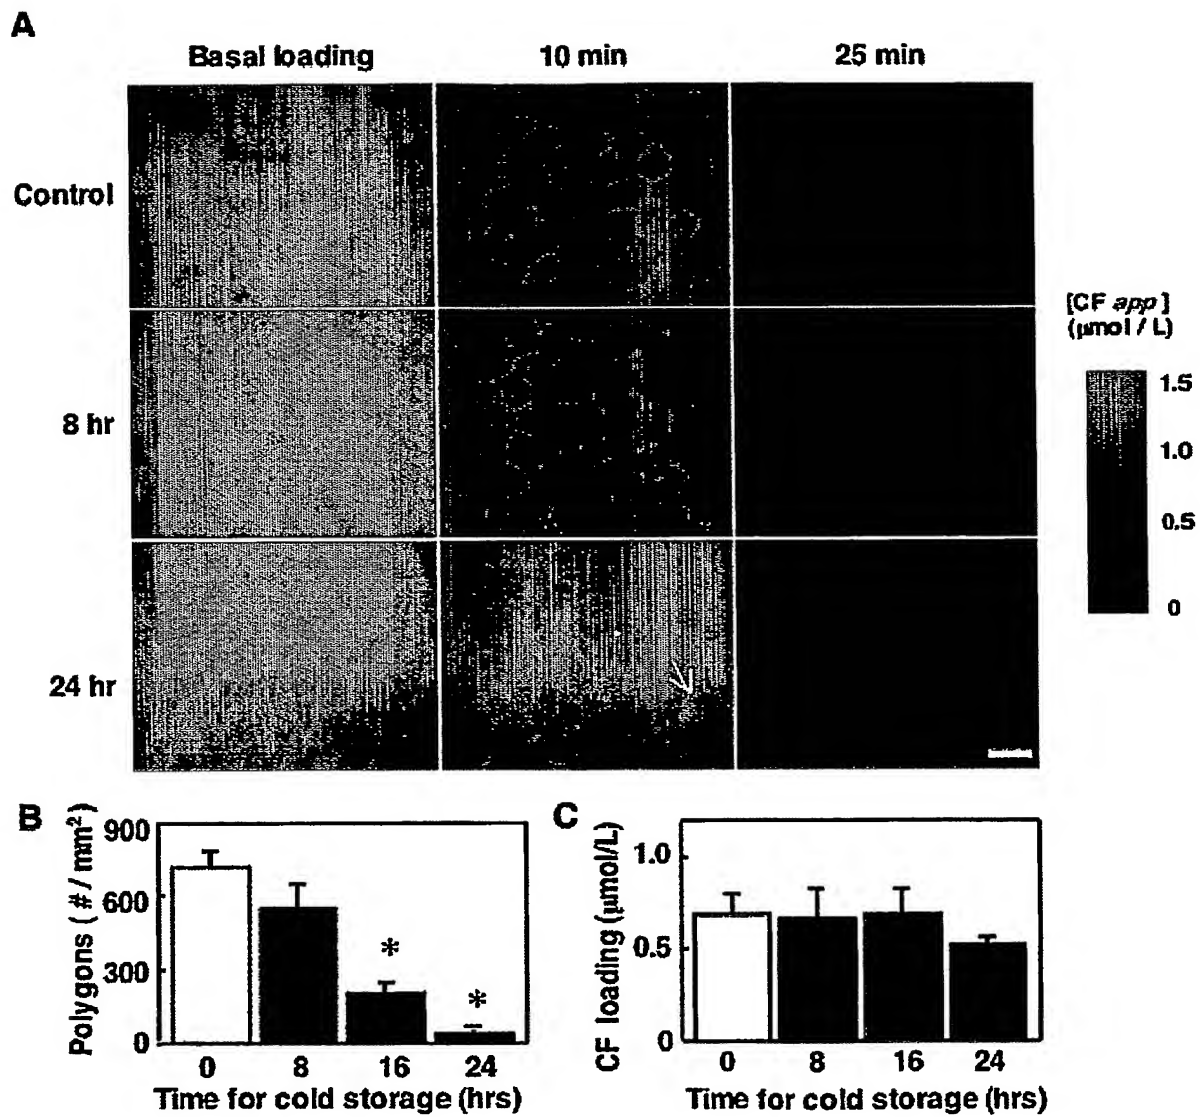 A
Basal loading 10 min 25 min
Control
8 hr
24 hr
[CF app]
(μmol / L)
1.5
1.0
0.5
0
B
Polygons ( # / mm²)
900
600
300
0
*
*
0 8 16 24
Time for cold storage (hrs)
C
CF loading (μmol/L)
1.0
0.5
0
0 8 16 24
Time for cold storage (hrs)